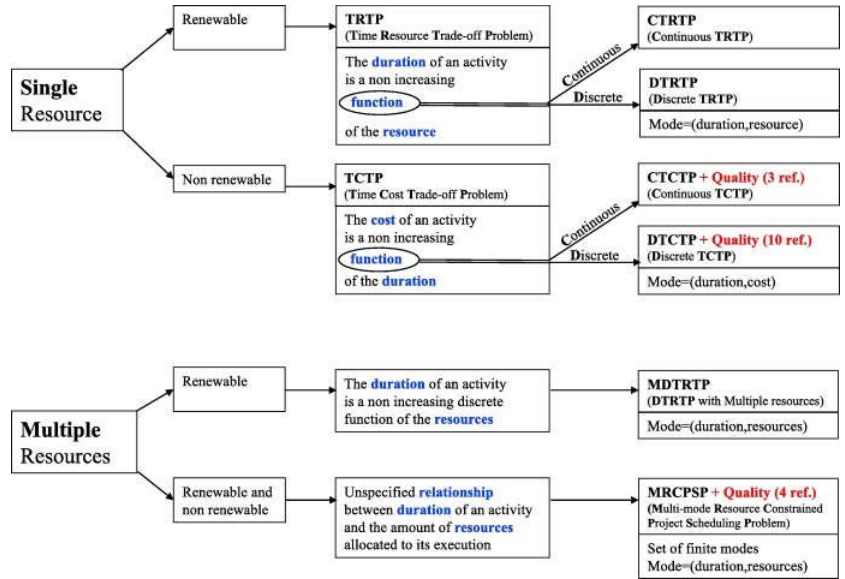 Single
Resource
Renewable
TRTP
(Time Resource Trade-off Problem)
The duration of an activity
is a non increasing
function
of the resource
Continuous
Discrete
CTRTP
(Continuous TRTP)
DTRTP
(Discrete TRTP)
Mode=(duration,resource)
Non renewable
TCTP
(Time Cost Trade-off Problem)
The cost of an activity
is a non increasing
function
of the duration
Continuous
Discrete
CTCTP + Quality (3 ref.)
(Continuous TCTP)
DTCTP + Quality (10 ref.)
(Discrete TCTP)
Mode=(duration,cost)
Multiple
Resources
Renewable
The duration of an activity
is a non increasing discrete
function of the resources
MDTRTP
(DTRTP with Multiple resources)
Mode=(duration,resources)
Renewable and
non renewable
Unspecified relationship
between duration of an activity
and the amount of resources
allocated to its execution
MRCPSP + Quality (4 ref.)
(Multi-mode Resource Constrained
Project Scheduling Problem)
Set of finite modes
Mode=(duration,resources)